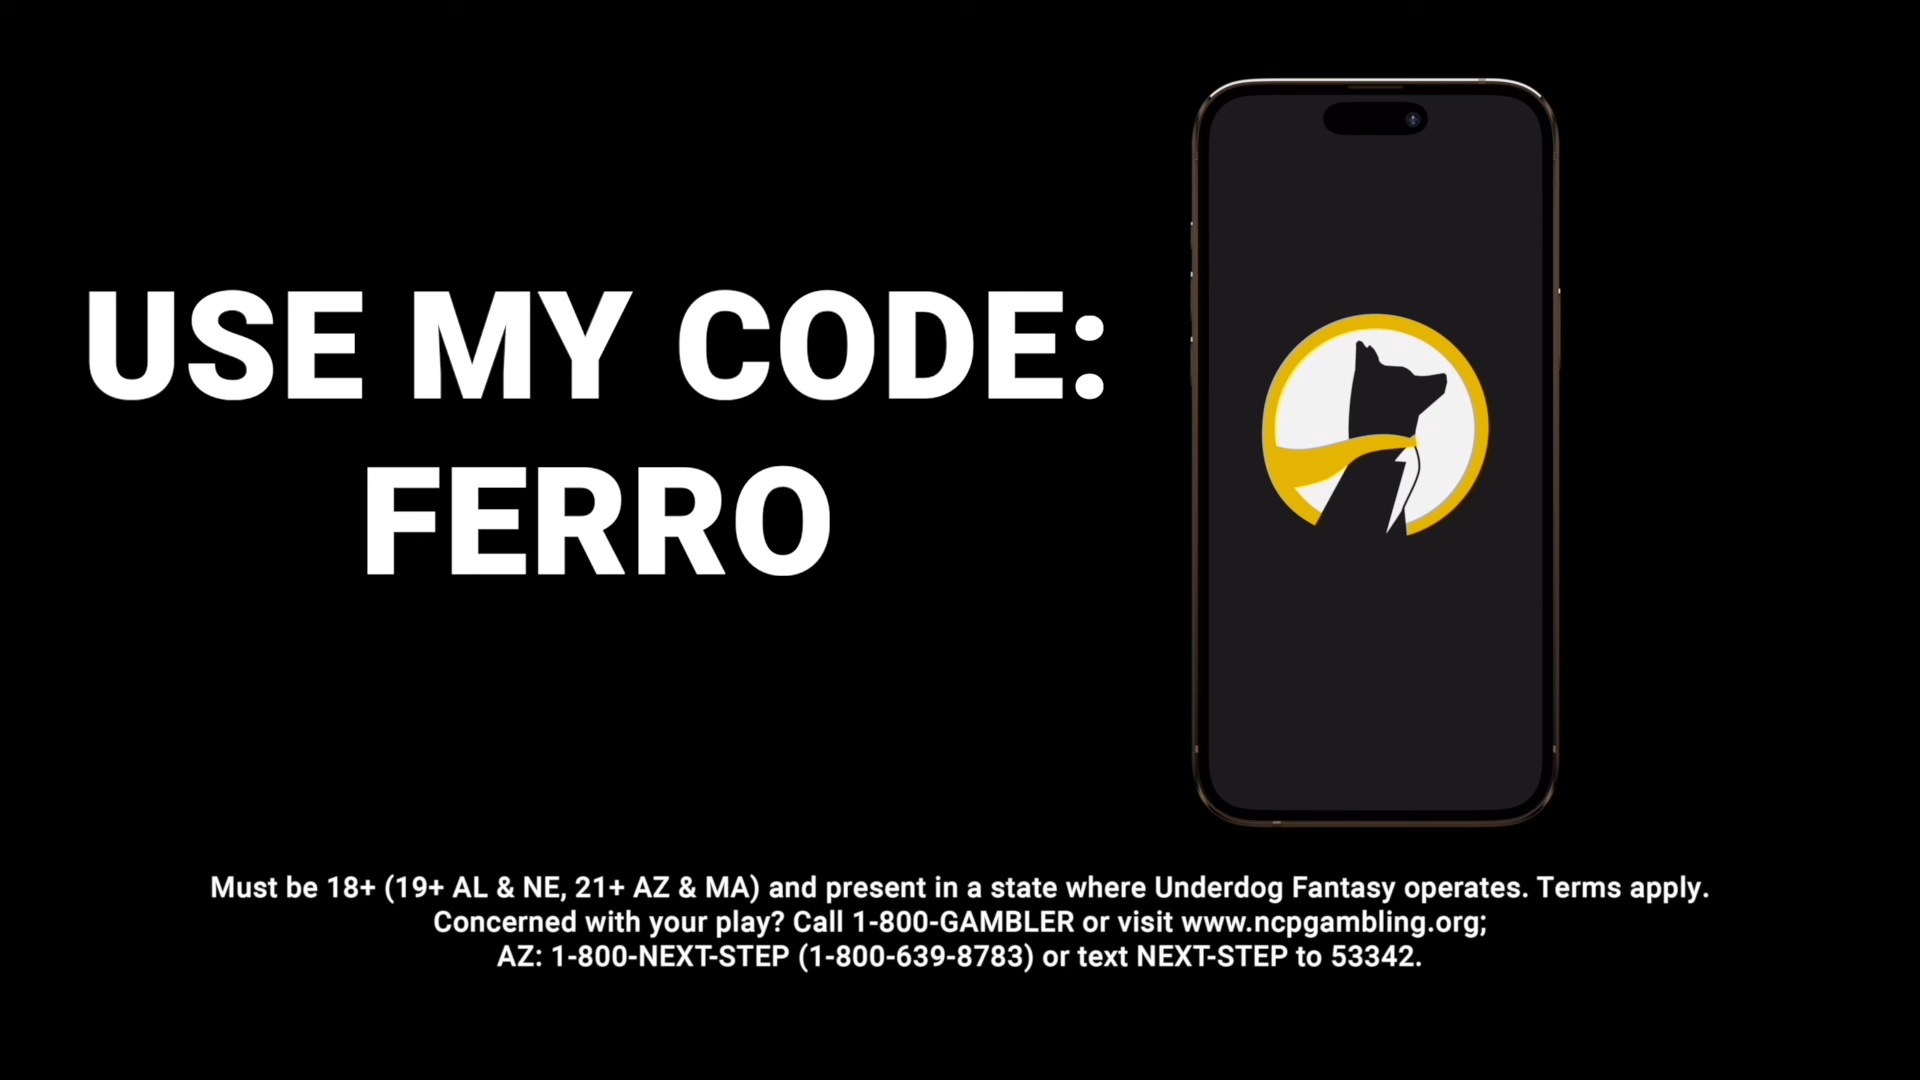 USE MY CODE:
FERRO
Must be 18+ (19+ AL & NE, 21+ AZ & MA) and present in a state where Underdog Fantasy operates. Terms apply.
Concerned with your play? Call 1-800-GAMBLER or visit www.ncpgambling.org;
AZ: 1-800-NEXT-STEP (1-800-639-8783) or text NEXT-STEP to 53342.